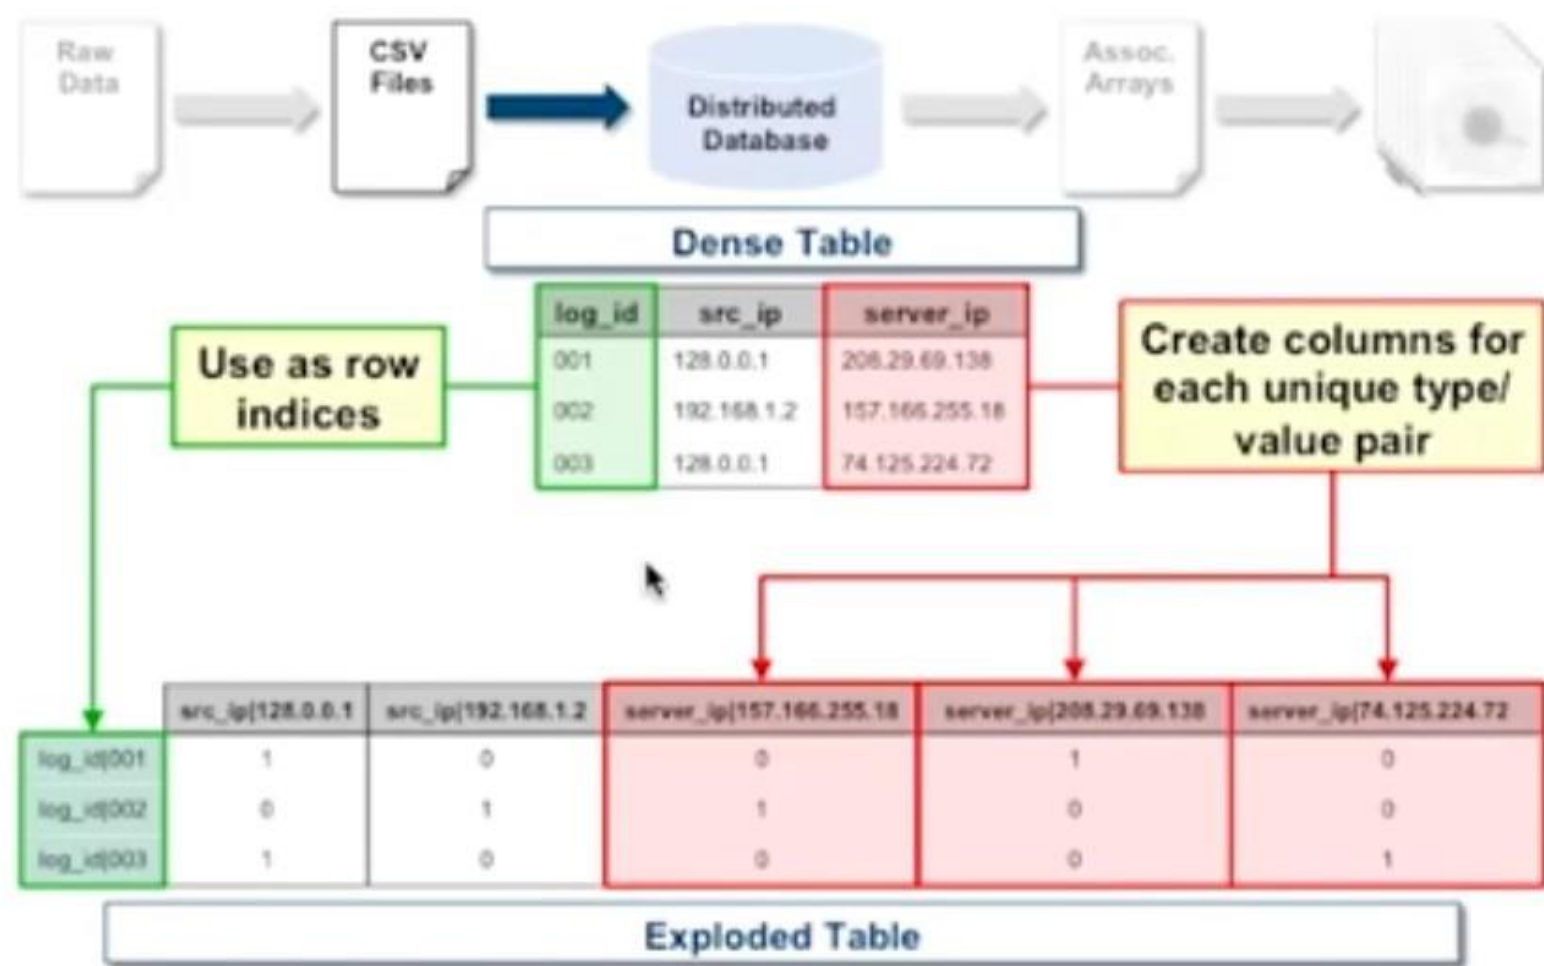 Raw
Data
CSV
Files
Distributed
Database
Assoc.
Arrays
Dense Table
log_id src_ip server_ip
001 128.0.0.1 208.29.69.138
002 192.168.1.2 157.166.255.18
003 128.0.0.1 74.125.224.72
Use as row
indices
Create columns for
each unique type/
value pair
src_ip|128.0.0.1 src_ip|192.168.1.2 server_ip|157.166.255.18 server_ip|208.29.69.138 server_ip|74.125.224.72
log_id|001 1 0 0 1 0
log_id|002 0 1 1 0 0
log_id|003 1 0 0 0 1
Exploded Table